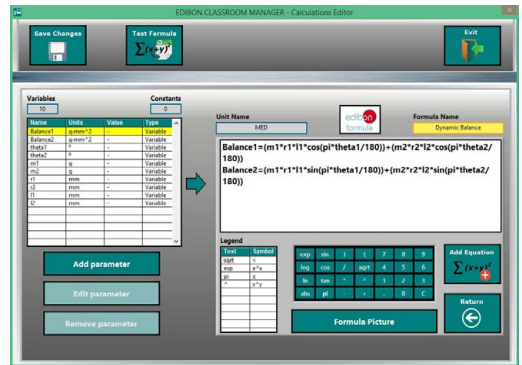 EDIBON CLASSROOM MANAGER - Calculations Editor
Save Changes
Test Formula
Σ(x+y)²
Exit
Variables Constants
10 0
Name Units Value Type
Balance1 g·mm^2 - Variable
Balance2 g·mm^2 - Variable
theta1 º - Variable
theta2 º - Variable
m1 g - Variable
m2 g - Variable
r1 mm - Variable
r2 mm - Variable
l1 mm - Variable
l2 mm - Variable
Add parameter
Edit parameter
Remove parameter
Unit Name
MED
edibon
formula
Formula Name
Dynamic Balance
Balance1=(m1*r1*l1*cos(pi*theta1/180))+(m2*r2*l2*cos(pi*theta2/
180))
Balance2=(m1*r1*l1*sin(pi*theta1/180))+(m2*r2*l2*sin(pi*theta2/
180))
Legend
Text Symbol
sqrt √
exp e^x
pi π
^ x^y
exp sin ) ( 7 8 9
log cos / sqrt 4 5 6
ln tan * ^ 1 2 3
abs pi - + . 0 C
Formula Picture
Add Equation
Σ(x+y)²
Return